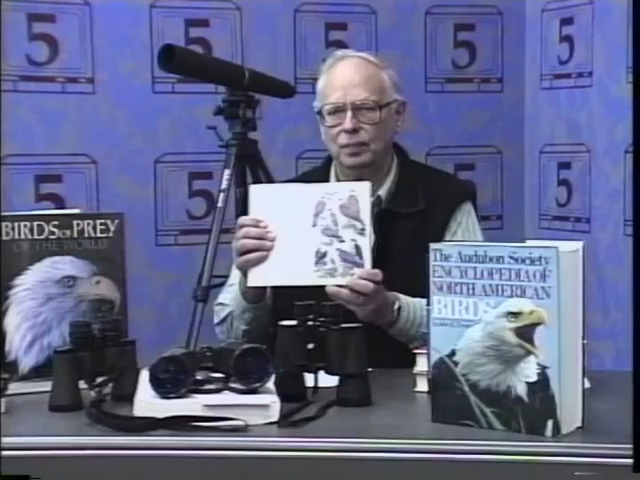 5 5 5 5 5
5 5 5 5
BIRDS OF PREY
OF THE WORLD
The Audubon Society
ENCYCLOPEDIA OF
NORTH AMERICAN
BIRDS